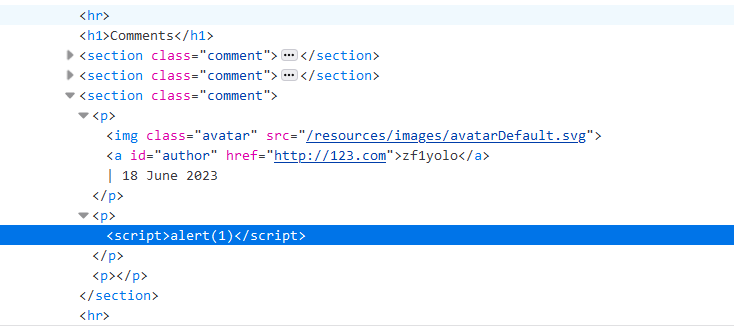 <hr>
<h1>Comments</h1>
<section class="comment"> ••• </section>
<section class="comment"> ••• </section>
<section class="comment">
<p>
<img class="avatar" src="/resources/images/avatarDefault.svg">
<a id="author" href="http://123.com">zf1yolo</a>
| 18 June 2023
</p>
<p>
<script>alert(1)</script>
</p>
<p></p>
</section>
<hr>